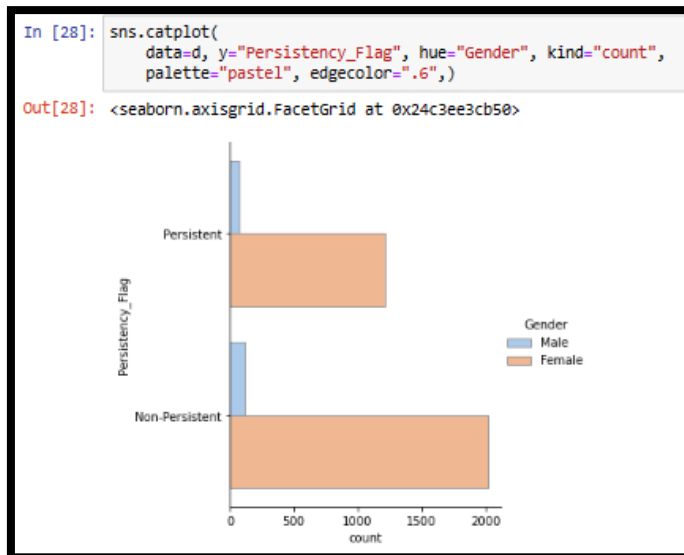 In [28]: sns.catplot(
data=d, y="Persistency_Flag", hue="Gender", kind="count",
palette="pastel", edgecolor=".6",)
Out[28]: <seaborn.axisgrid.FacetGrid at 0x24c3ee3cb50>
Persistent
Persistency_Flag
Gender
Male
Female
Non-Persistent
0 500 1000 1500 2000
count